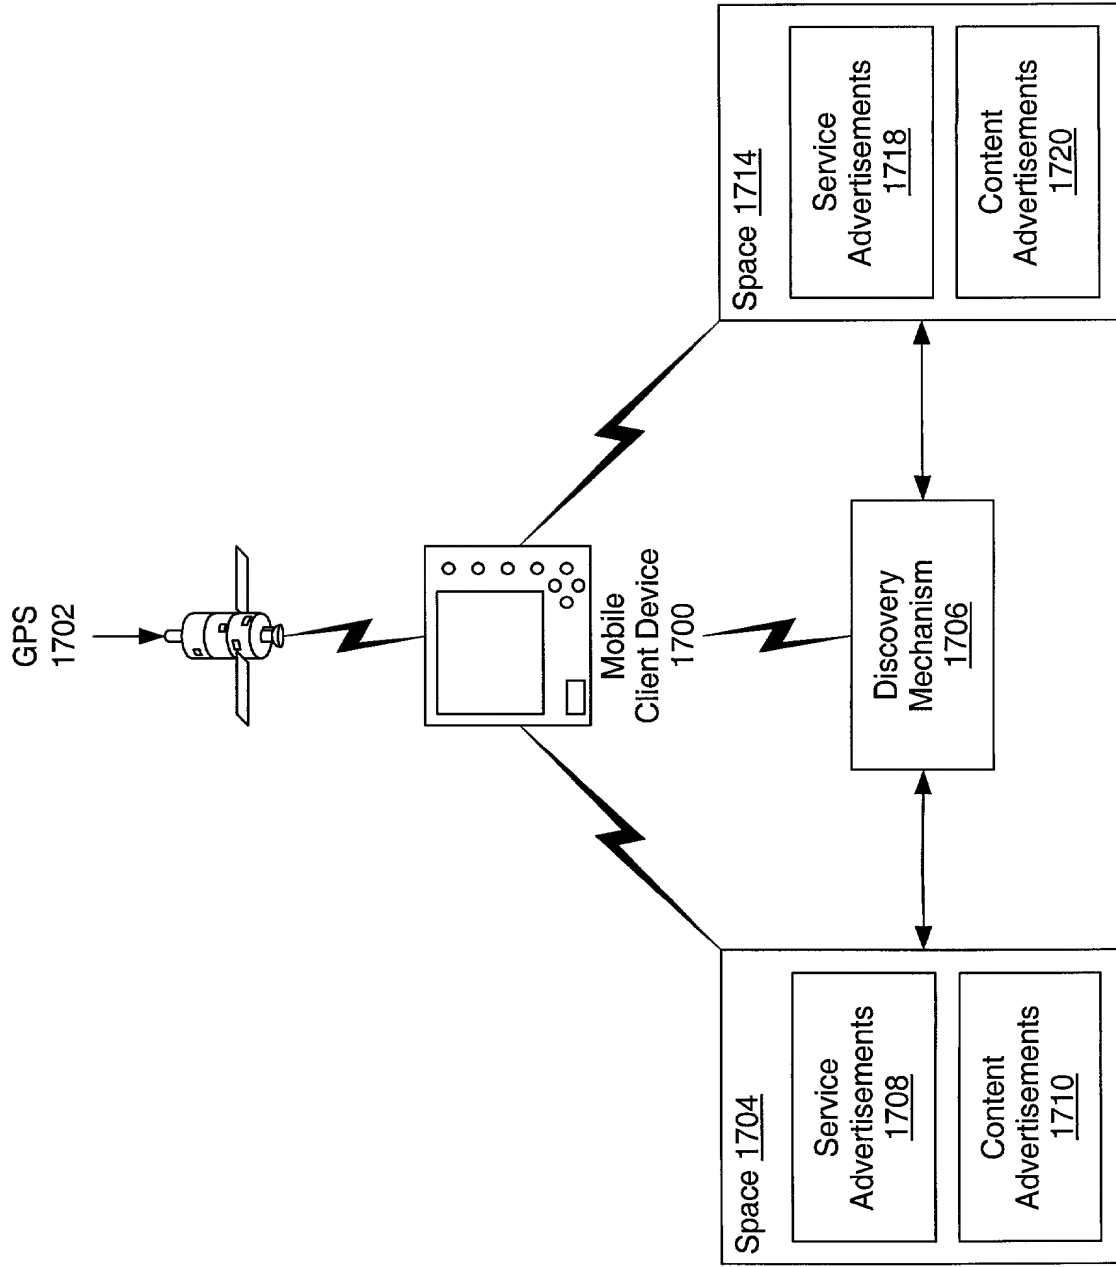 GPS
1702
Mobile
Client Device
1700
Discovery
Mechanism
1706
Space 1704
Service
Advertisements
1708
Content
Advertisements
1710
Space 1714
Service
Advertisements
1718
Content
Advertisements
1720